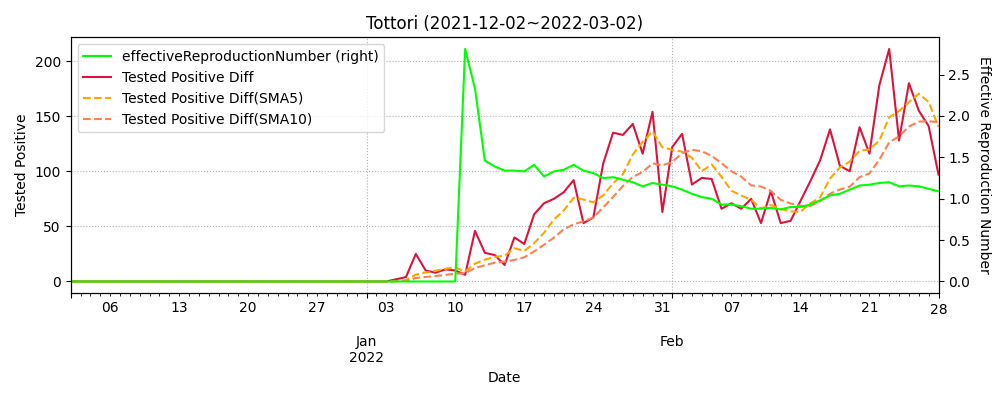 Tottori (2021-12-02~2022-03-02)
effectiveReproductionNumber (right)
Tested Positive Diff
Tested Positive Diff(SMA5)
Tested Positive Diff(SMA10)
Tested Positive
200
150
100
50
0
2.5
2.0
1.5
1.0
0.5
0.0
Effective Reproduction Number
06 13 20 27 03 10 17 24 31 07 14 21 28
Jan Feb
2022
Date